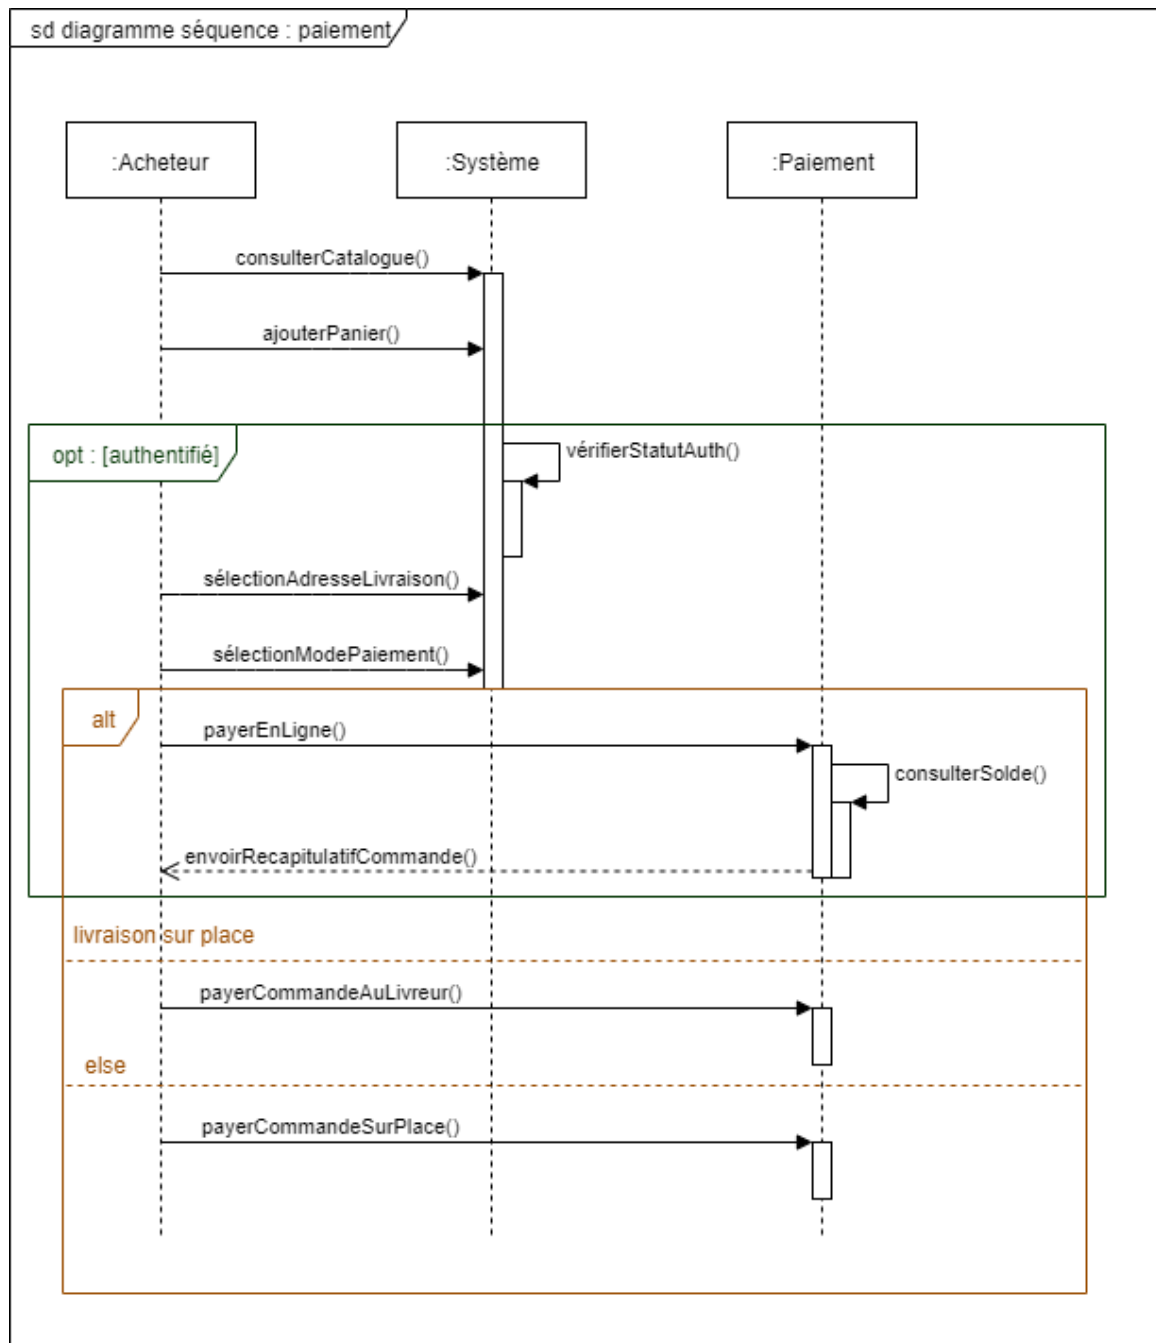 sd diagramme séquence : paiement
:Acheteur
:Système
:Paiement
consulterCatalogue()
ajouterPanier()
opt : [authentifié]
vérifierStatutAuth()
sélectionAdresseLivraison()
sélectionModePaiement()
alt
payerEnLigne()
consulterSolde()
envoirRecapitulatifCommande()
livraison sur place
payerCommandeAuLivreur()
else
payerCommandeSurPlace()